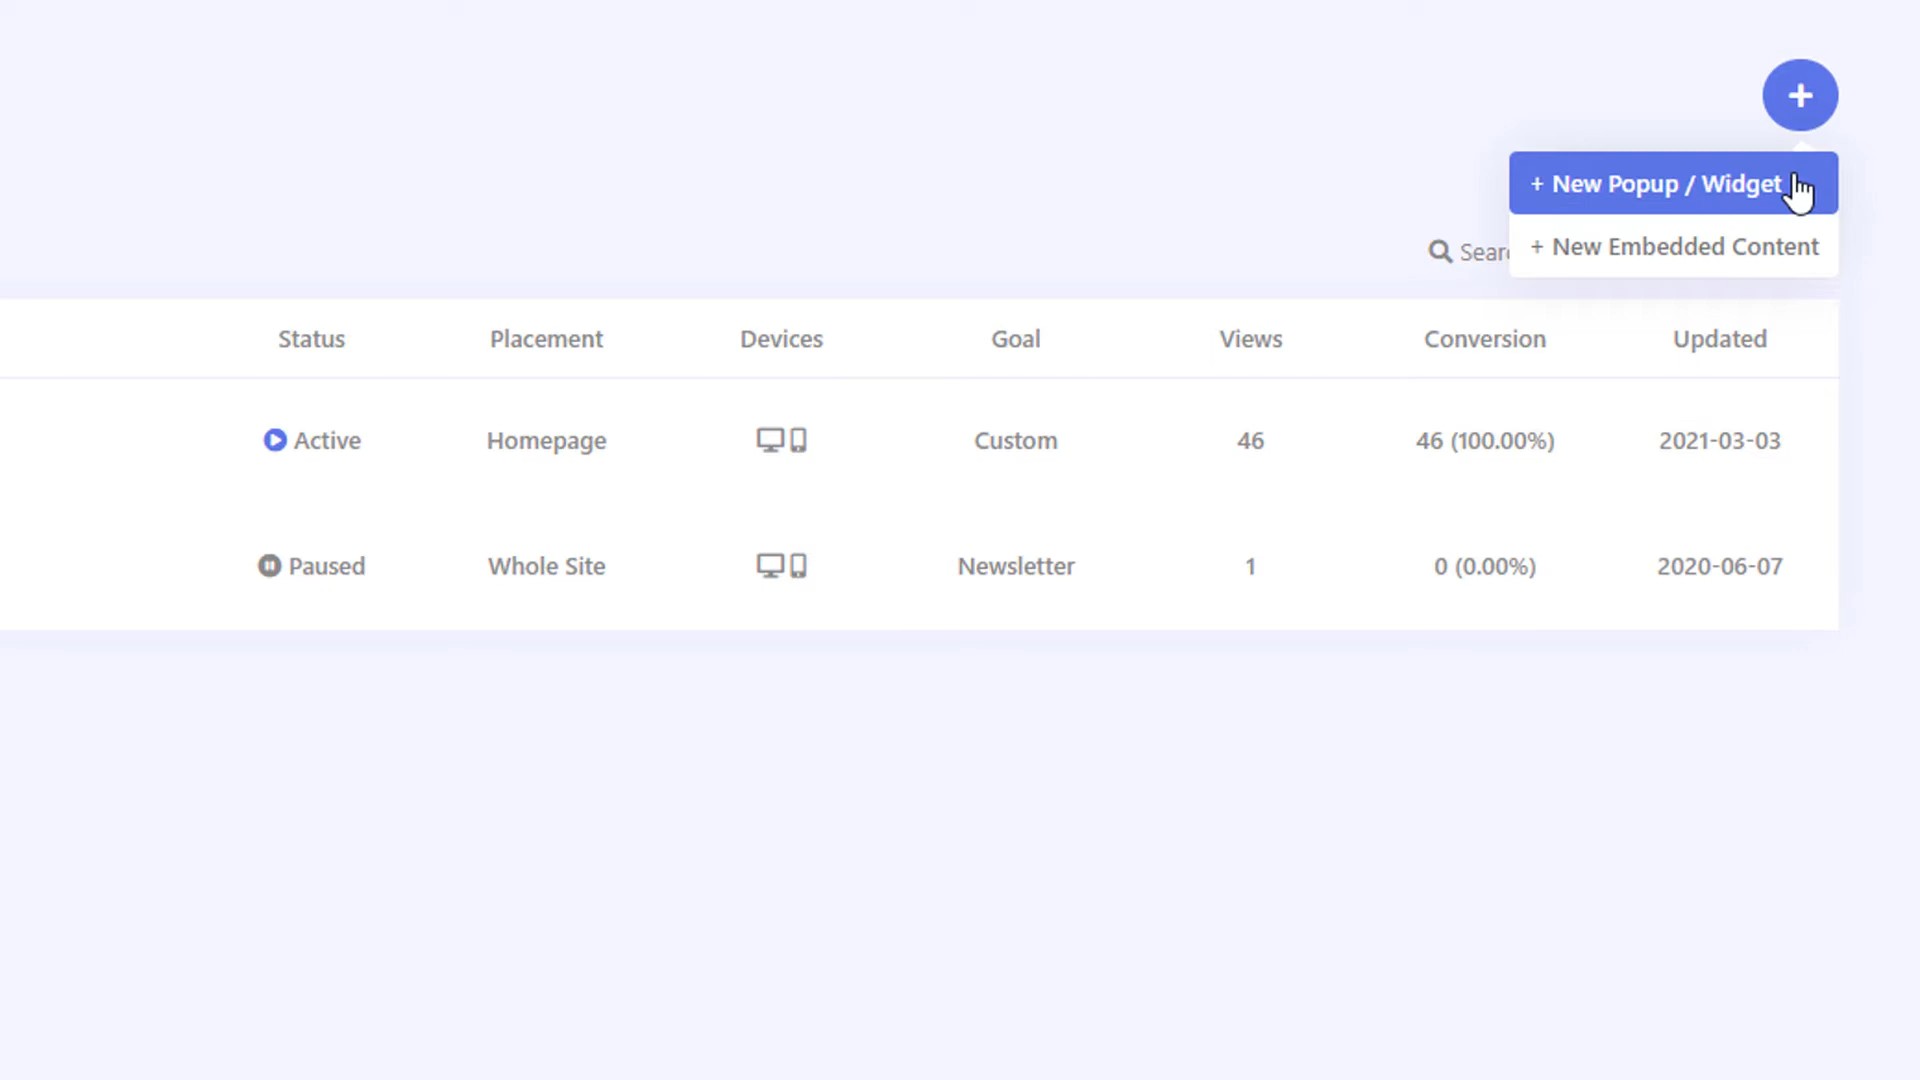 + New Popup / Widget
+ New Embedded Content
Status Placement Devices Goal Views Conversion Updated
Active Homepage Custom 46 46 (100.00%) 2021-03-03
Paused Whole Site Newsletter 1 0 (0.00%) 2020-06-07